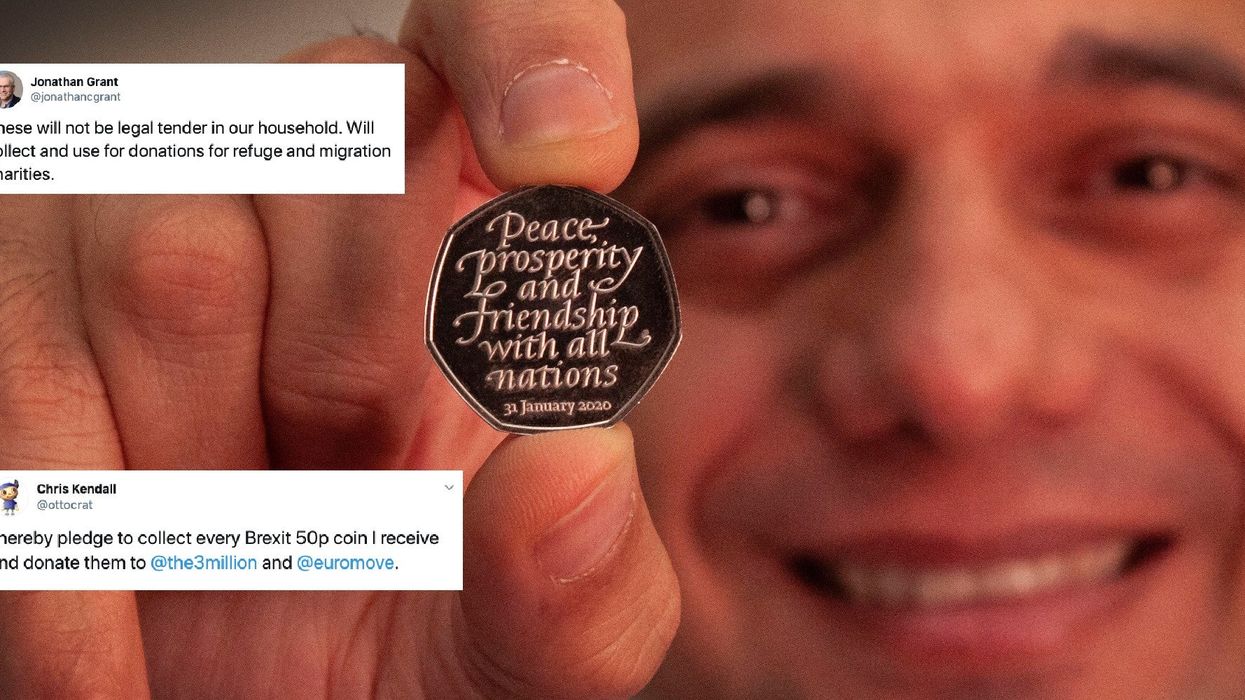 Jonathan Grant
@jonathancgrant
hese will not be legal tender in our household. Will
ollect and use for donations for refuge and migration
harities.
Peace,
prosperity
and
friendship
with all
nations
31 January 2020
Chris Kendall
@ottocrat
hereby pledge to collect every Brexit 50p coin I receive
nd donate them to @the3million and @euromove.